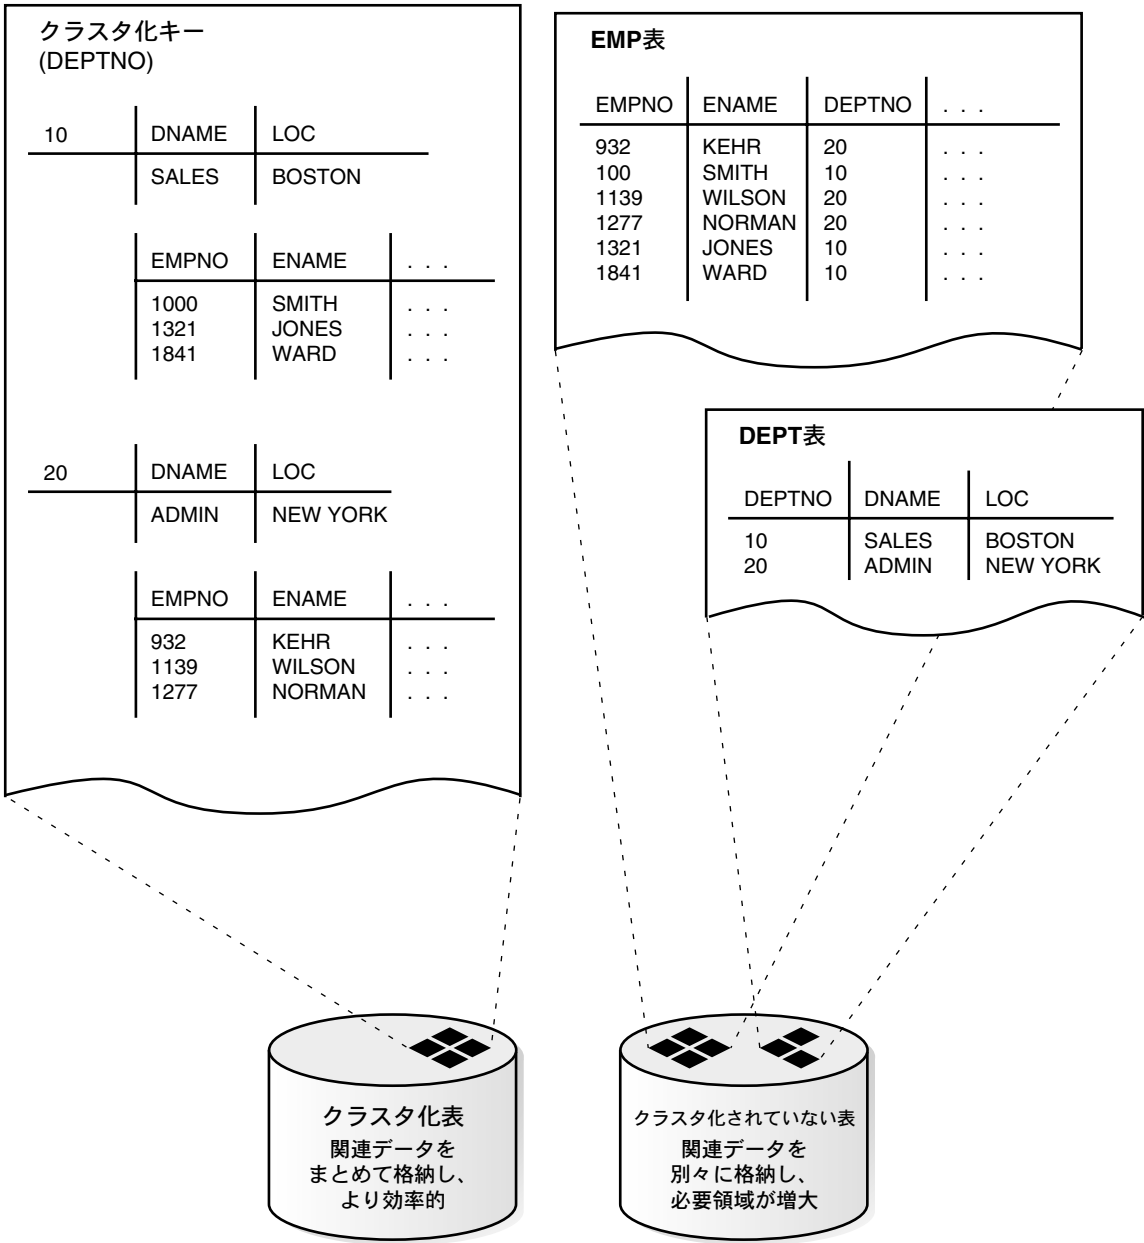 クラスタ化キー
(DEPTNO)
10 DNAME LOC
SALES BOSTON
EMPNO ENAME . . .
1000 SMITH . . .
1321 JONES . . .
1841 WARD . . .
20 DNAME LOC
ADMIN NEW YORK
EMPNO ENAME . . .
932 KEHR . . .
1139 WILSON . . .
1277 NORMAN . . .
EMP表
EMPNO ENAME DEPTNO . . .
932 KEHR 20 . . .
100 SMITH 10 . . .
1139 WILSON 20 . . .
1277 NORMAN 20 . . .
1321 JONES 10 . . .
1841 WARD 10 . . .
DEPT表
DEPTNO DNAME LOC
10 SALES BOSTON
20 ADMIN NEW YORK
クラスタ化表
関連データを
まとめて格納し、
より効率的
クラスタ化されていない表
関連データを
別々に格納し、
必要領域が増大